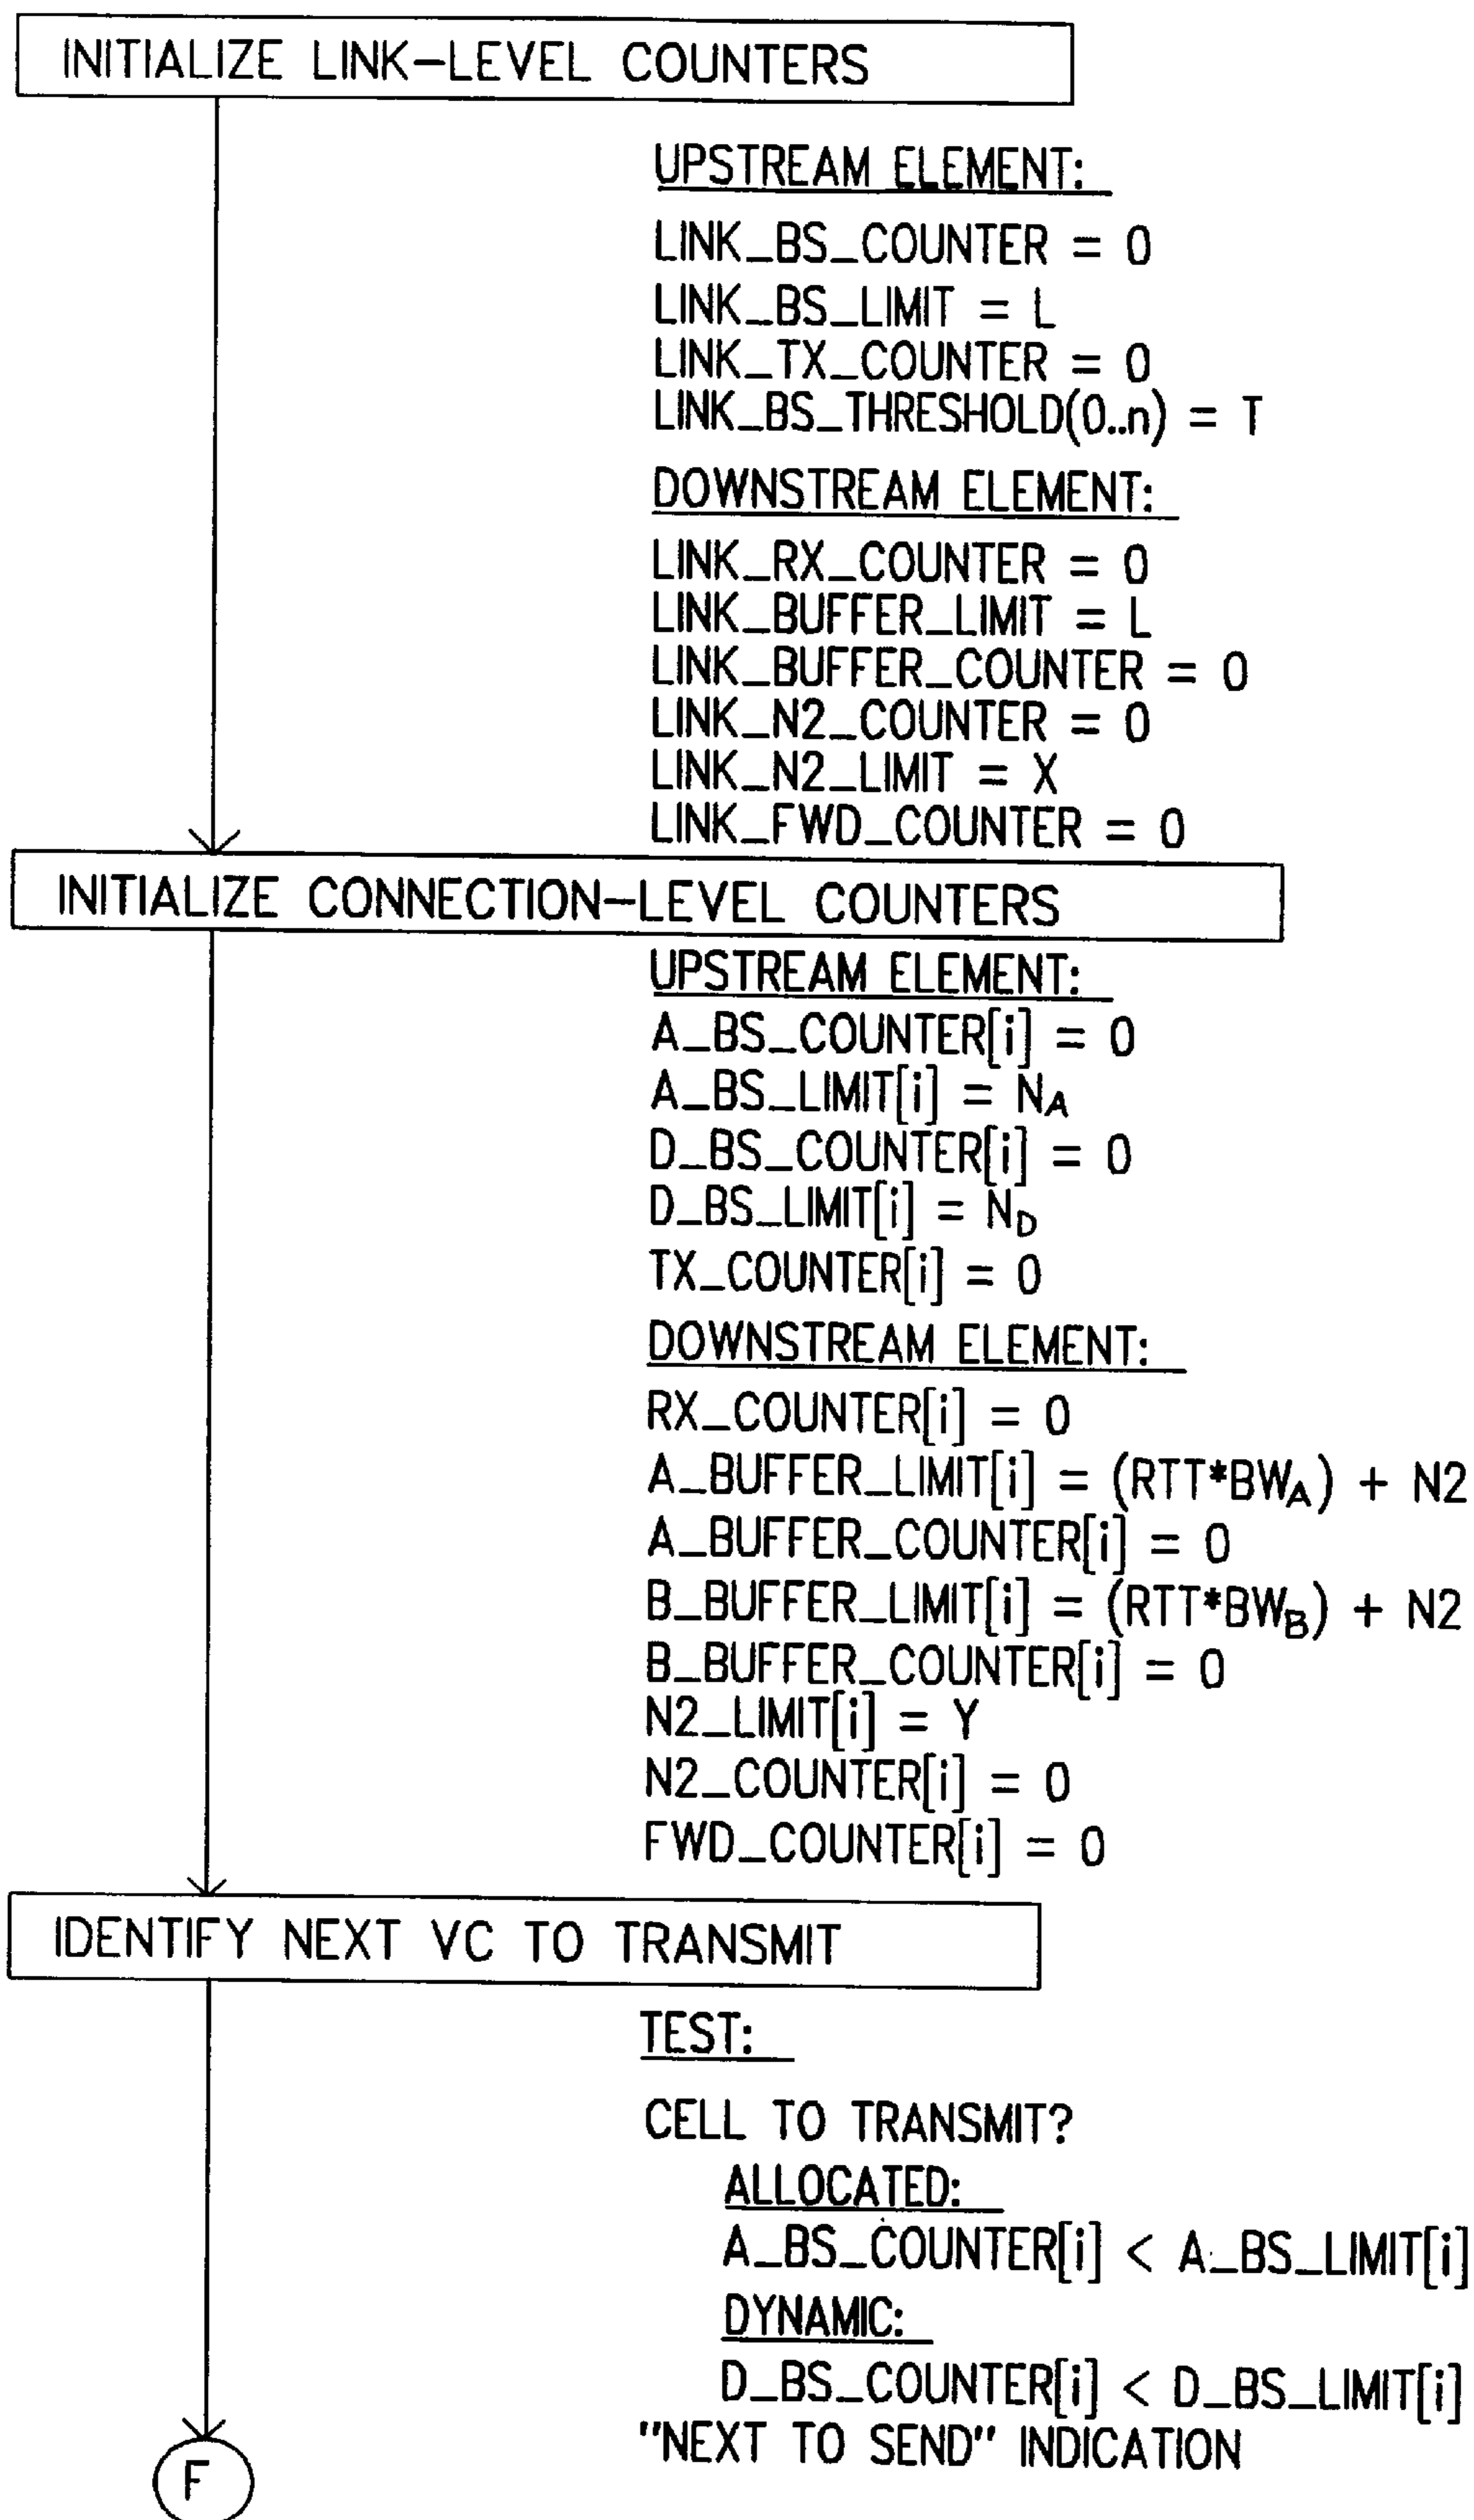 INITIALIZE LINK-LEVEL COUNTERS
UPSTREAM ELEMENT:
LINK_BS_COUNTER = 0
LINK_BS_LIMIT = L
LINK_TX_COUNTER = 0
LINK_BS_THRESHOLD(0..n) = T
DOWNSTREAM ELEMENT:
LINK_RX_COUNTER = 0
LINK_BUFFER_LIMIT = L
LINK_BUFFER_COUNTER = 0
LINK_N2_COUNTER = 0
LINK_N2_LIMIT = X
LINK_FWD_COUNTER = 0
INITIALIZE CONNECTION-LEVEL COUNTERS
UPSTREAM ELEMENT:
A_BS_COUNTER[i] = 0
A_BS_LIMIT[i] = NA
D_BS_COUNTER[i] = 0
D_BS_LIMIT[i] = ND
TX_COUNTER[i] = 0
DOWNSTREAM ELEMENT:
RX_COUNTER[i] = 0
A_BUFFER_LIMIT[i] = (RTT*BWA) + N2
A_BUFFER_COUNTER[i] = 0
B_BUFFER_LIMIT[i] = (RTT*BWB) + N2
B_BUFFER_COUNTER[i] = 0
N2_LIMIT[i] = Y
N2_COUNTER[i] = 0
FWD_COUNTER[i] = 0
IDENTIFY NEXT VC TO TRANSMIT
TEST:
CELL TO TRANSMIT?
ALLOCATED:
A_BS_COUNTER[i] < A_BS_LIMIT[i]
DYNAMIC:
D_BS_COUNTER[i] < D_BS_LIMIT[i]
"NEXT TO SEND" INDICATION
F